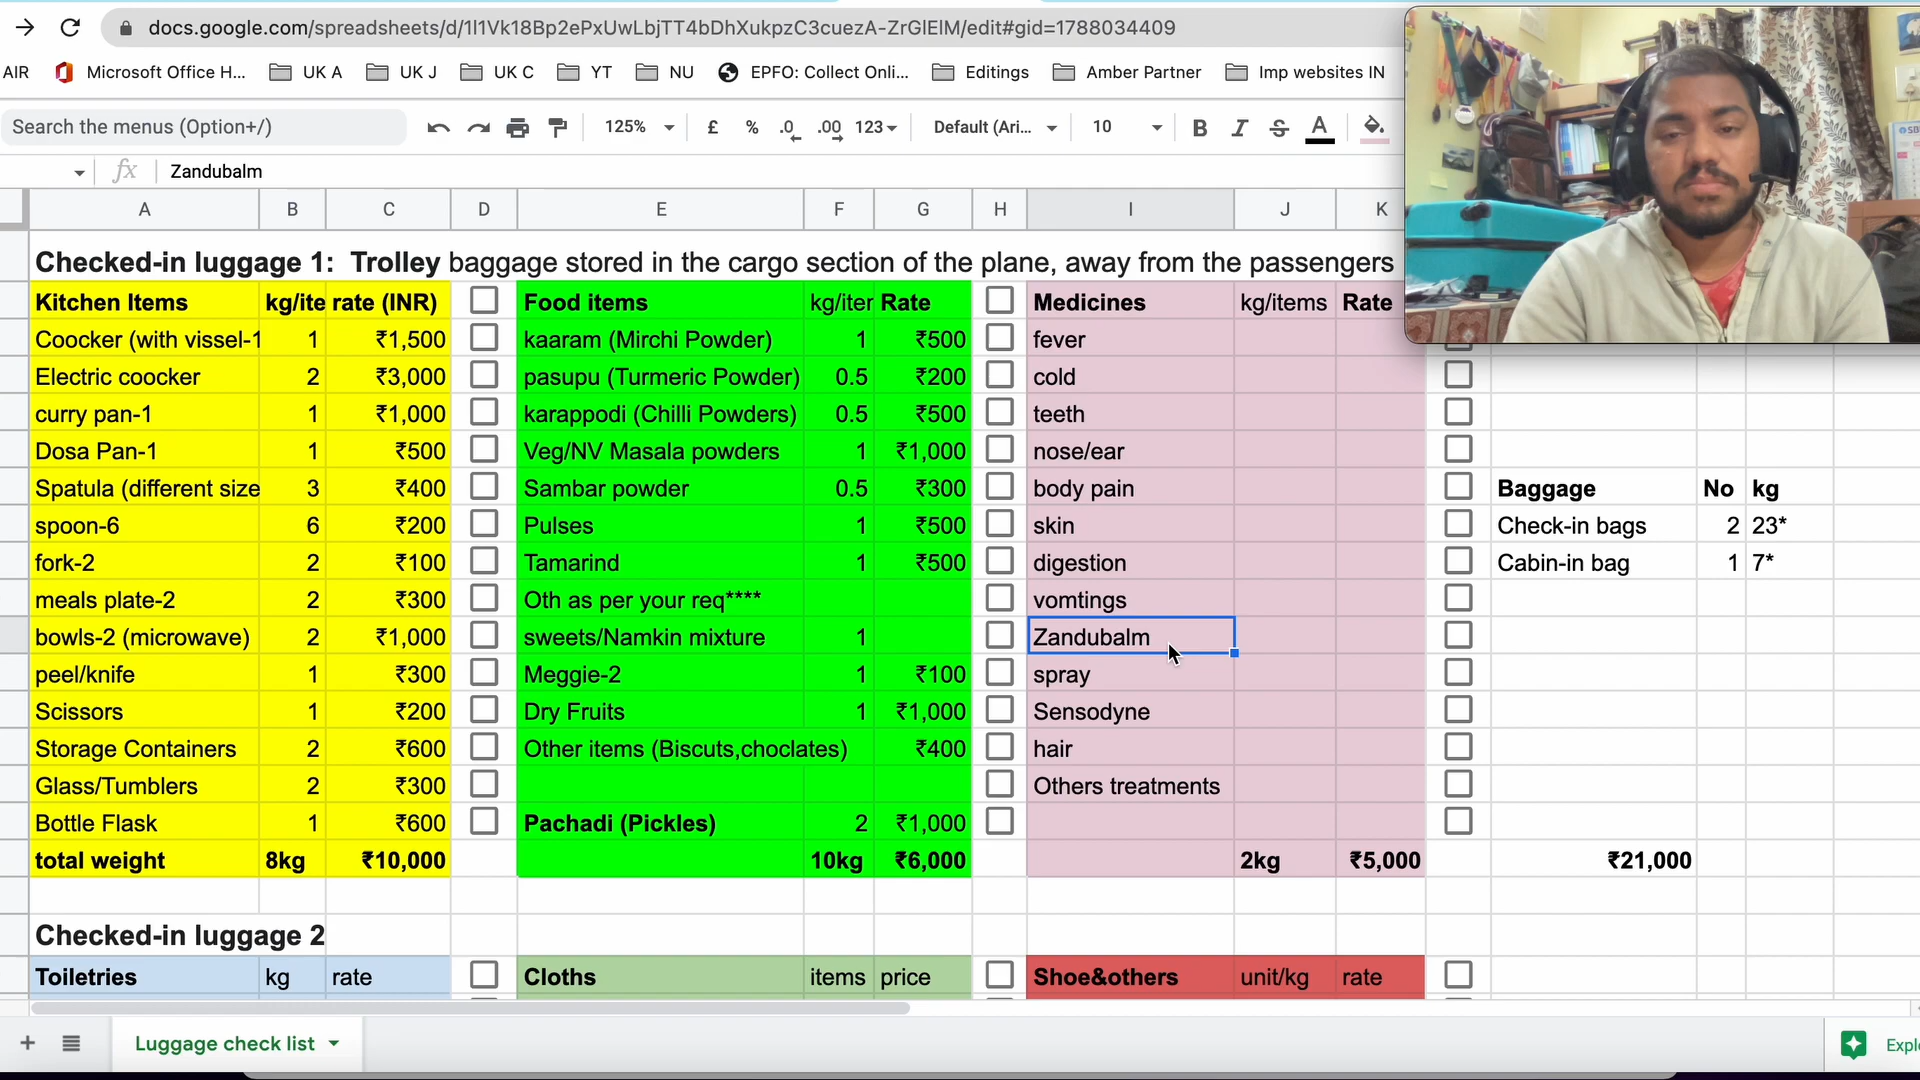 docs.google.com/spreadsheets/d/1l1Vk18Bp2ePxUwLbjTT4bDhXukpzC3cuezA-ZrGlElM/edit#gid=1788034409
AIR Microsoft Office H... UK A UK J UK C YT NU EPFO: Collect Onli... Editings Amber Partner Imp websites IN
Search the menus (Option+/) 125% £ % .0 .00 123 Default (Ari... 10 B I S A
fx Zandubalm
A B C D E F G H I J K
Checked-in luggage 1: Trolley baggage stored in the cargo section of the plane, away from the passengers
Kitchen Items kg/ite rate (INR) Food items kg/iter Rate Medicines kg/items Rate
Coocker (with vissel-1 1 ₹1,500 kaaram (Mirchi Powder) 1 ₹500 fever
Electric coocker 2 ₹3,000 pasupu (Turmeric Powder) 0.5 ₹200 cold
curry pan-1 1 ₹1,000 karappodi (Chilli Powders) 0.5 ₹500 teeth
Dosa Pan-1 1 ₹500 Veg/NV Masala powders 1 ₹1,000 nose/ear
Spatula (different size 3 ₹400 Sambar powder 0.5 ₹300 body pain Baggage No kg
spoon-6 6 ₹200 Pulses 1 ₹500 skin Check-in bags 2 23*
fork-2 2 ₹100 Tamarind 1 ₹500 digestion Cabin-in bag 1 7*
meals plate-2 2 ₹300 Oth as per your req**** vomtings
bowls-2 (microwave) 2 ₹1,000 sweets/Namkin mixture 1 Zandubalm
peel/knife 1 ₹300 Meggie-2 1 ₹100 spray
Scissors 1 ₹200 Dry Fruits 1 ₹1,000 Sensodyne
Storage Containers 2 ₹600 Other items (Biscuts,choclates) ₹400 hair
Glass/Tumblers 2 ₹300 Others treatments
Bottle Flask 1 ₹600 Pachadi (Pickles) 2 ₹1,000
total weight 8kg ₹10,000 10kg ₹6,000 2kg ₹5,000 ₹21,000
Checked-in luggage 2
Toiletries kg rate Cloths items price Shoe&others unit/kg rate
+ Luggage check list Explo